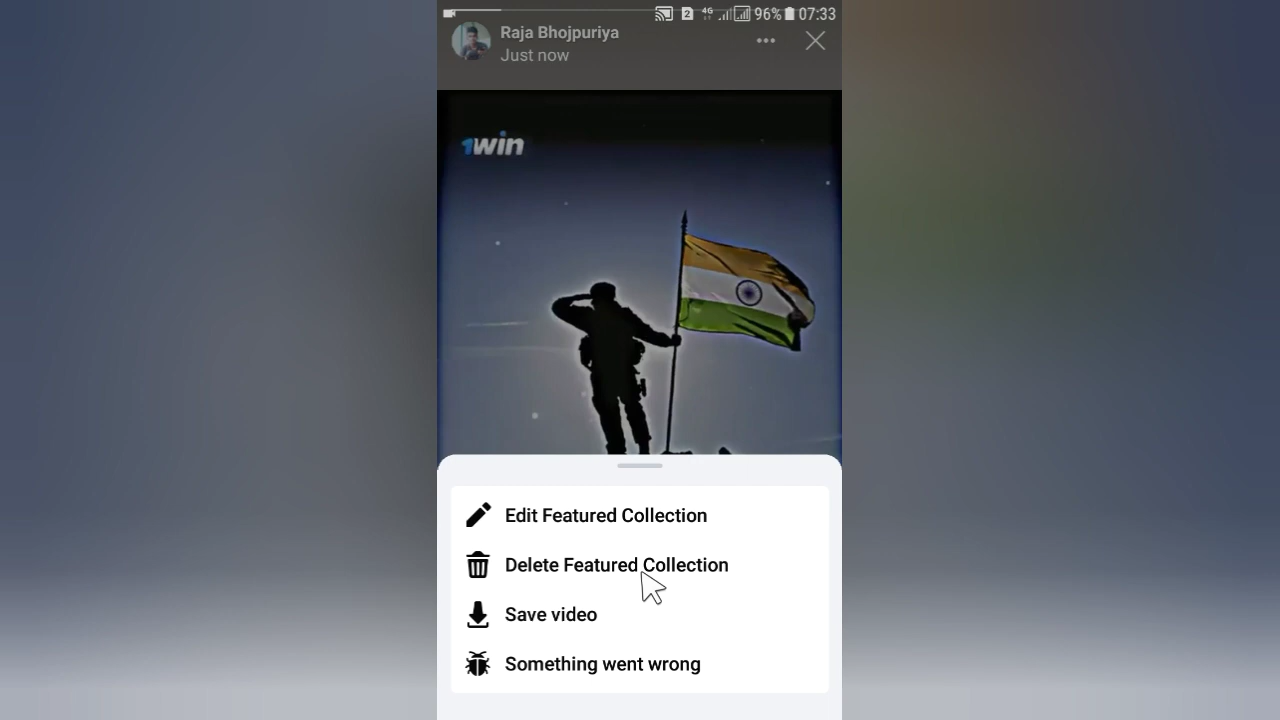 2 4G 96% 07:33
Raja Bhojpuriya
Just now
1win
Edit Featured Collection
Delete Featured Collection
Save video
Something went wrong